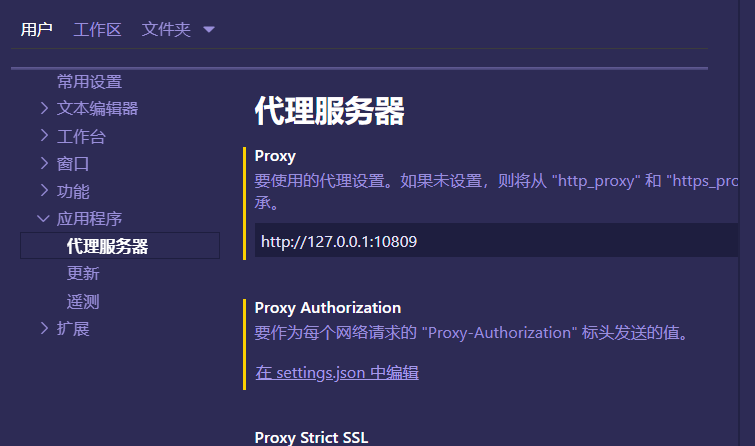 用户 工作区 文件夹
常用设置
文本编辑器
工作台
窗口
功能
应用程序
代理服务器
更新
遥测
扩展
代理服务器
Proxy
要使用的代理设置。如果未设置，则将从 "http_proxy" 和
承。
http://127.0.0.1:10809
Proxy Authorization
要作为每个网络请求的 "Proxy-Authorization" 标头发送的值。
在 settings.json 中编辑
Proxy Strict SSL